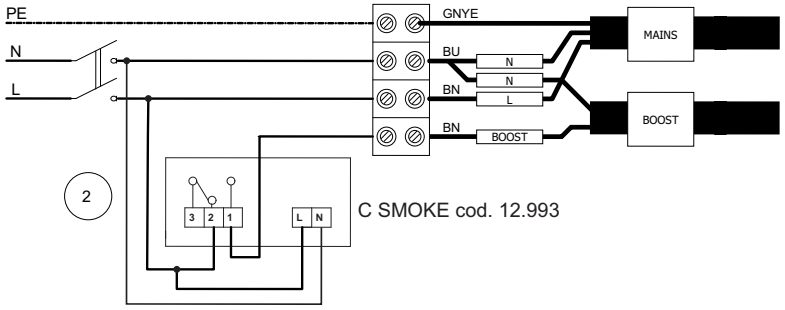 PE
GNYE
MAINS
N
BU
N
N
L
BN
L
BOOST
BN
BOOST
2
3 2 1
L N
C SMOKE cod. 12.993